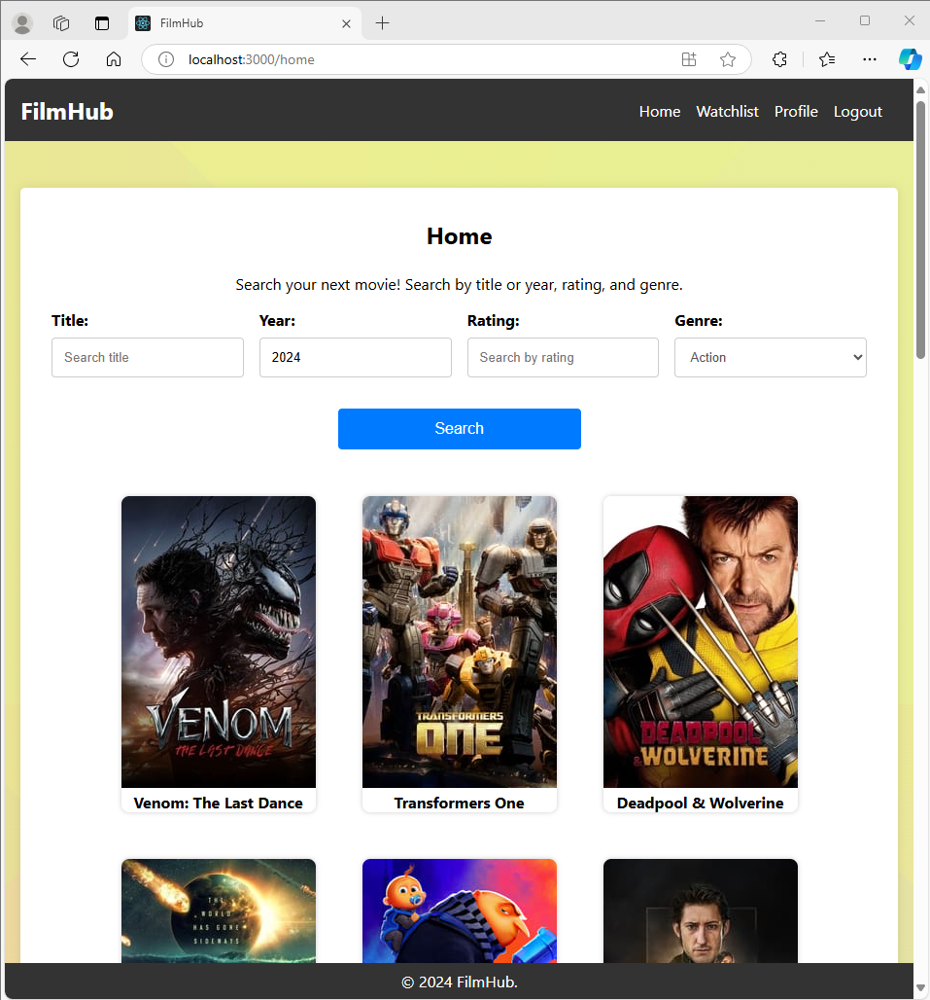 FilmHub
localhost:3000/home
FilmHub
Home Watchlist Profile Logout
Home
Search your next movie! Search by title or year, rating, and genre.
Title: Year: Rating: Genre:
Search title 2024 Search by rating Action
Search
VENOM
THE LAST DANCE
TRANSFORMERS
ONE
DEADPOOL
& WOLVERINE
Venom: The Last Dance
Transformers One
Deadpool & Wolverine
THE
WORLD
HAS GONE
SIDEWAYS
© 2024 FilmHub.